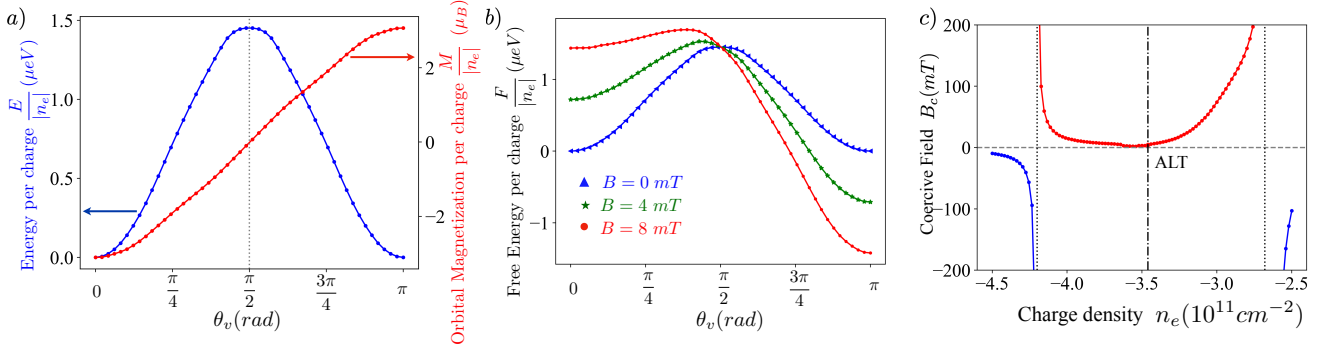 a)
Energy per charge E/|n_e| (μeV)
1.5
1.0
0.5
0.0
0
π/4
π/2
3π/4
π
θ_v(rad)
2
0
−2
Orbital Magnetization per charge M/|n_e| (μ_B)
b)
Free Energy per charge F/|n_e| (μeV)
1
0
−1
B = 0 mT
B = 4 mT
B = 8 mT
0
π/4
π/2
3π/4
π
θ_v(rad)
c)
Coercive Field B_c(mT)
200
100
0
−100
−200
ALT
−4.5
−4.0
−3.5
−3.0
−2.5
Charge density n_e(10^11 cm^−2)